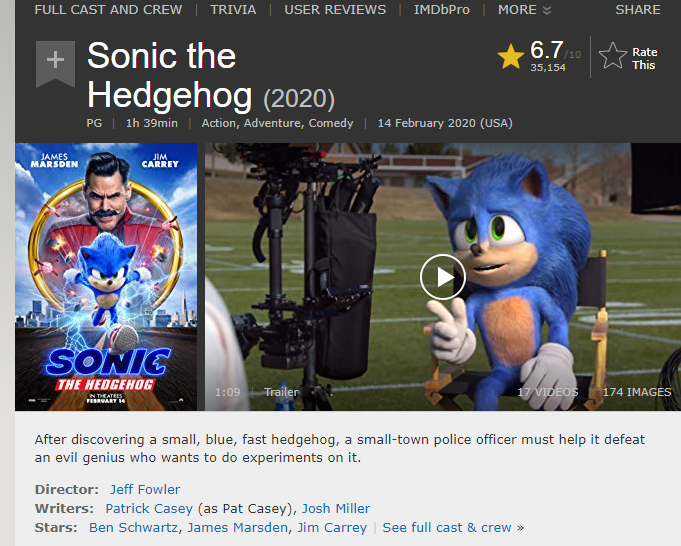 FULL CAST AND CREW | TRIVIA | USER REVIEWS | IMDbPro | MORE SHARE
Sonic the
Hedgehog (2020)
6.7/10
35,154
Rate
This
PG | 1h 39min | Action, Adventure, Comedy | 14 February 2020 (USA)
JAMES
MARSDEN
JIM
CARREY
SONIC
THE HEDGEHOG
IN THEATRES
FEBRUARY 14
1:09 | Trailer
17 VIDEOS | 174 IMAGES
After discovering a small, blue, fast hedgehog, a small-town police officer must help it defeat
an evil genius who wants to do experiments on it.
Director: Jeff Fowler
Writers: Patrick Casey (as Pat Casey), Josh Miller
Stars: Ben Schwartz, James Marsden, Jim Carrey | See full cast & crew »